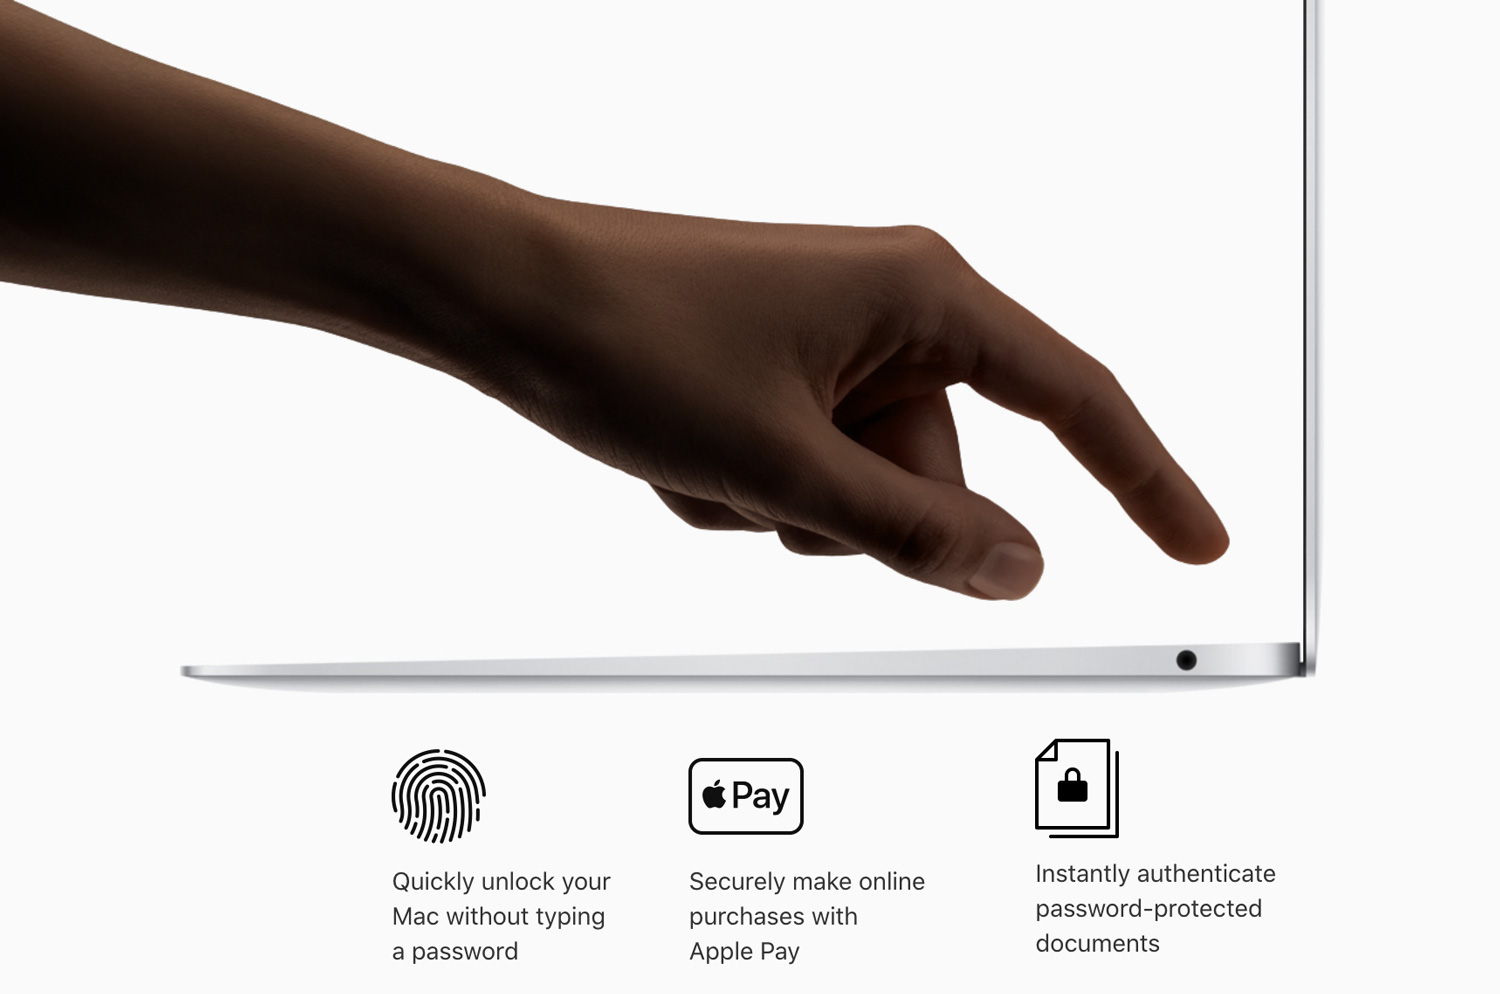 Pay
Quickly unlock your
Mac without typing
a password
Securely make online
purchases with
Apple Pay
Instantly authenticate
password-protected
documents